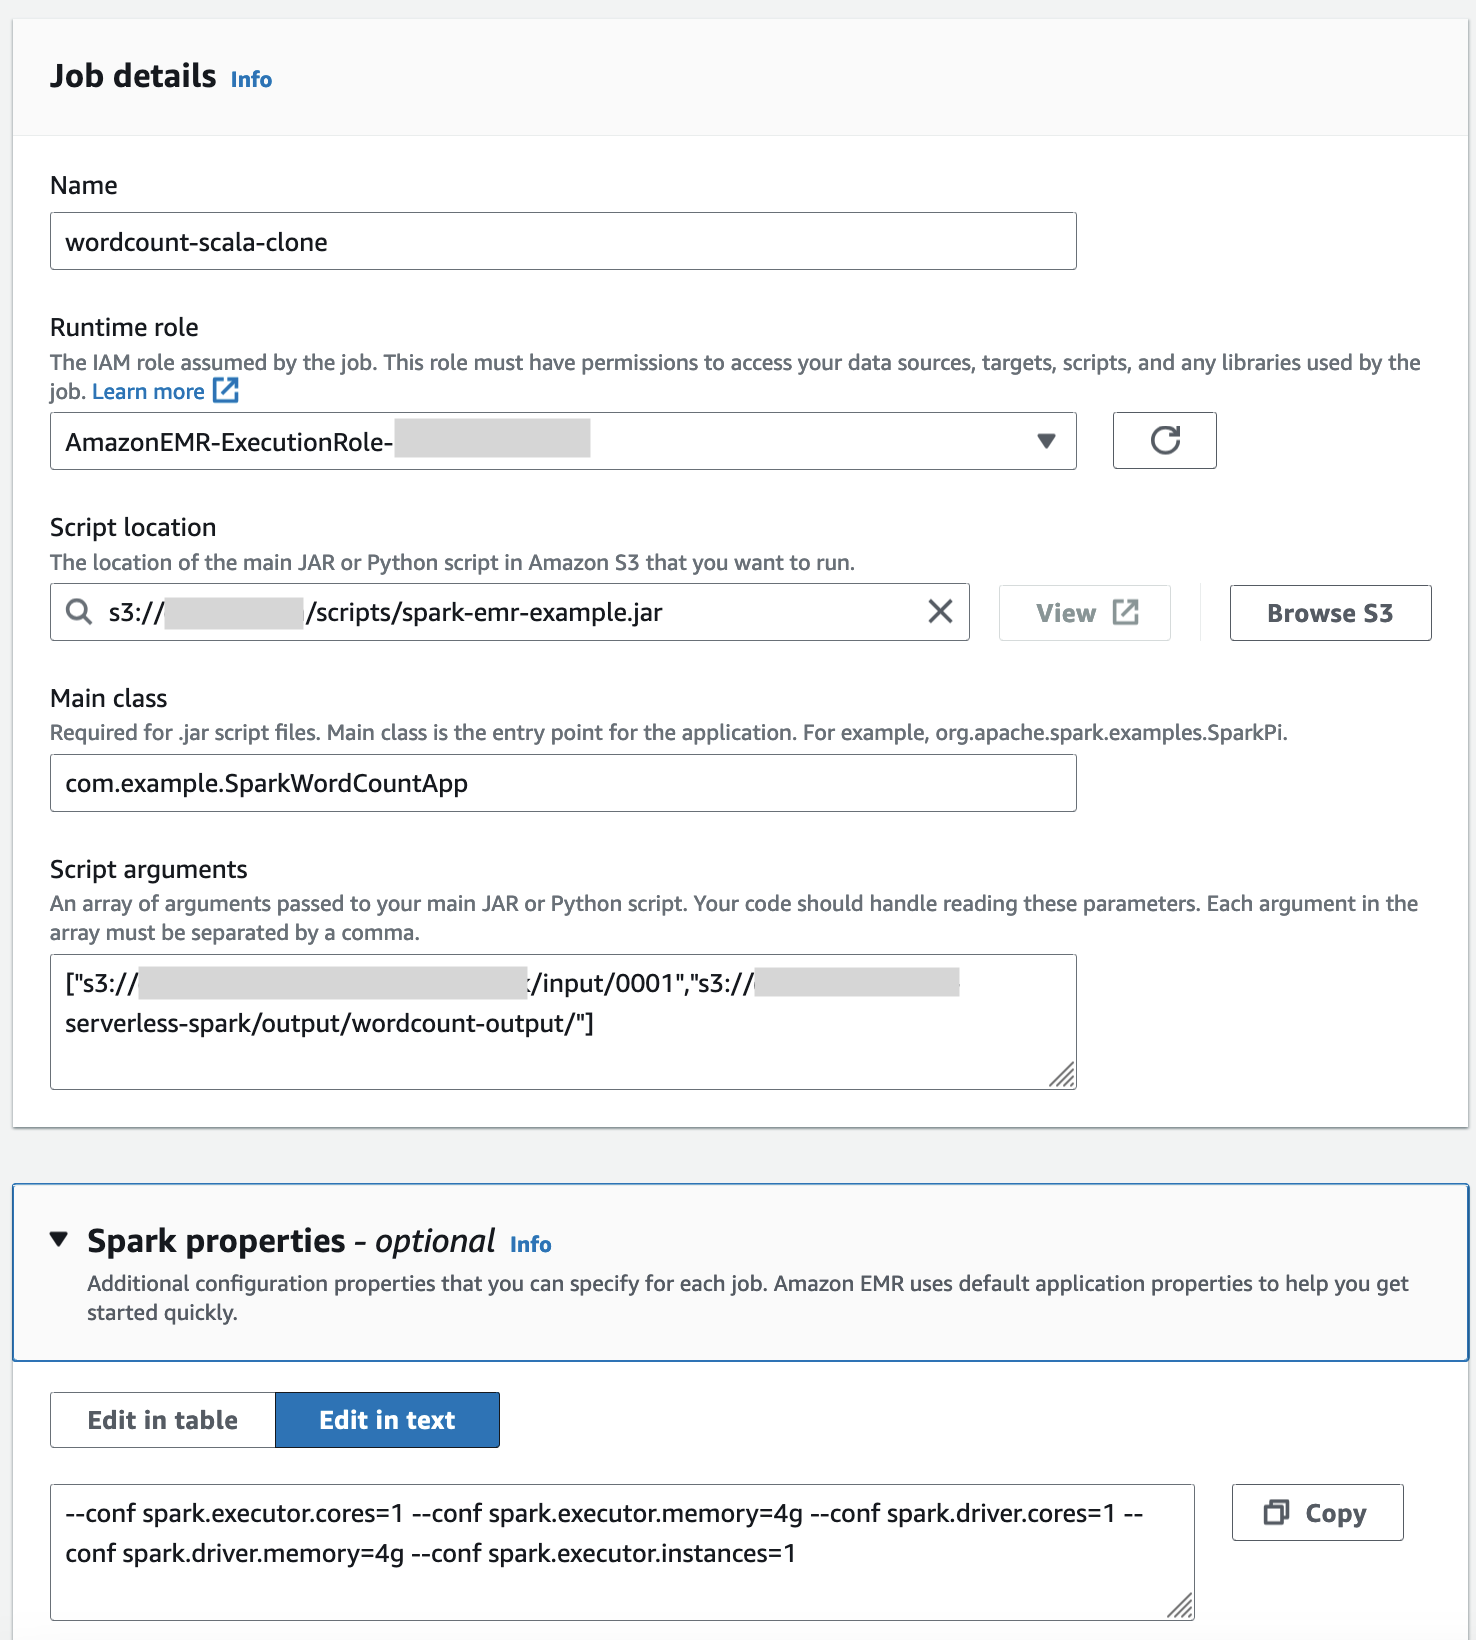 Job details Info
Name
wordcount-scala-clone
Runtime role
The IAM role assumed by the job. This role must have permissions to access your data sources, targets, scripts, and any libraries used by the
job. Learn more
AmazonEMR-ExecutionRole-
Script location
The location of the main JAR or Python script in Amazon S3 that you want to run.
s3:// /scripts/spark-emr-example.jar View Browse S3
Main class
Required for .jar script files. Main class is the entry point for the application. For example, org.apache.spark.examples.SparkPi.
com.example.SparkWordCountApp
Script arguments
An array of arguments passed to your main JAR or Python script. Your code should handle reading these parameters. Each argument in the
array must be separated by a comma.
["s3:// /input/0001","s3://
serverless-spark/output/wordcount-output/"]
Spark properties - optional Info
Additional configuration properties that you can specify for each job. Amazon EMR uses default application properties to help you get
started quickly.
Edit in table Edit in text
--conf spark.executor.cores=1 --conf spark.executor.memory=4g --conf spark.driver.cores=1 -- Copy
conf spark.driver.memory=4g --conf spark.executor.instances=1